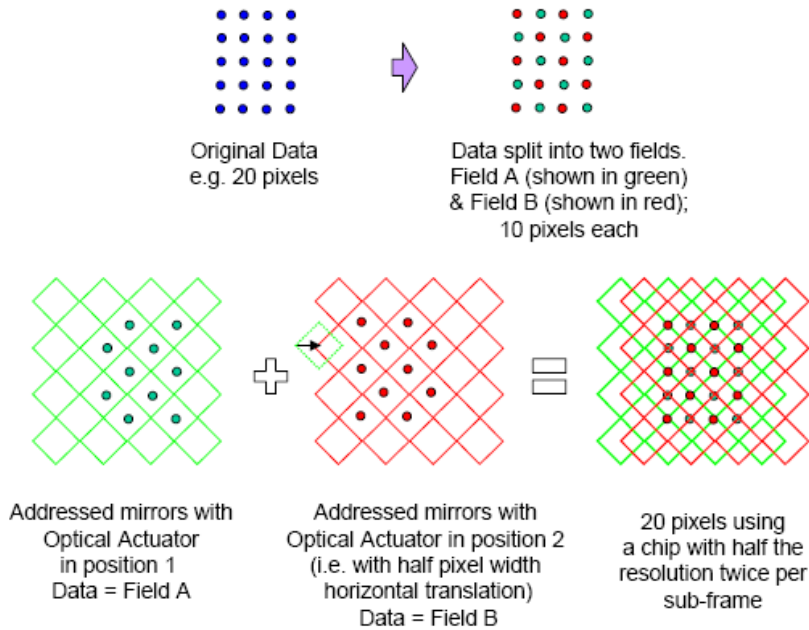 Original Data
e.g. 20 pixels
Data split into two fields.
Field A (shown in green)
& Field B (shown in red);
10 pixels each
Addressed mirrors with
Optical Actuator
in position 1
Data = Field A
Addressed mirrors with
Optical Actuator in position 2
(i.e. with half pixel width
horizontal translation)
Data = Field B
20 pixels using
a chip with half the
resolution twice per
sub-frame